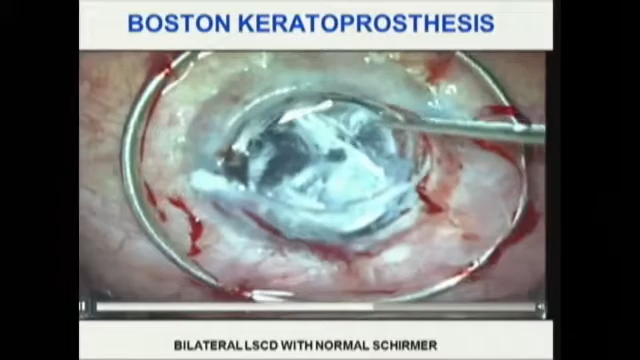 BOSTON KERATOPROSTHESIS
BILATERAL LSCD WITH NORMAL SCHIRMER